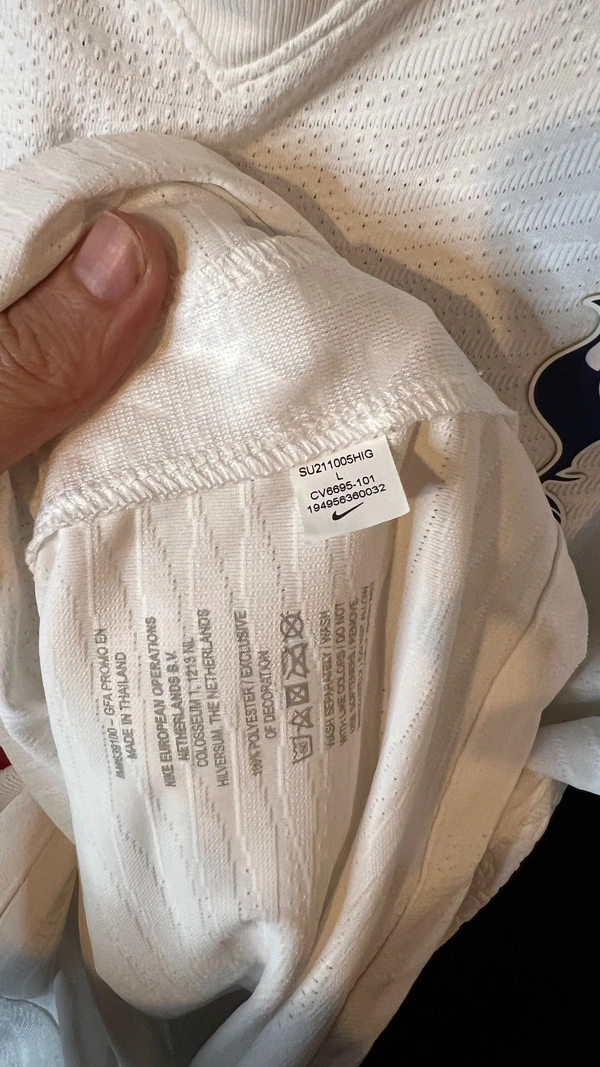 SU211005HIG
L
CV6695-101
194956360032
GFA PROMO EN
MADE IN THAILAND
NIKE EUROPEAN OPERATIONS
NETHERLANDS B.V.
COLOSSEUM 1, 1213 NL
HILVERSUM, THE NETHERLANDS
100% POLYESTER / EXCLUSIVE
OF DECORATION
WASH SEPARATELY / WASH
WITH LIKE COLORS / DO NOT
USE SOFTENERS / REMOVE